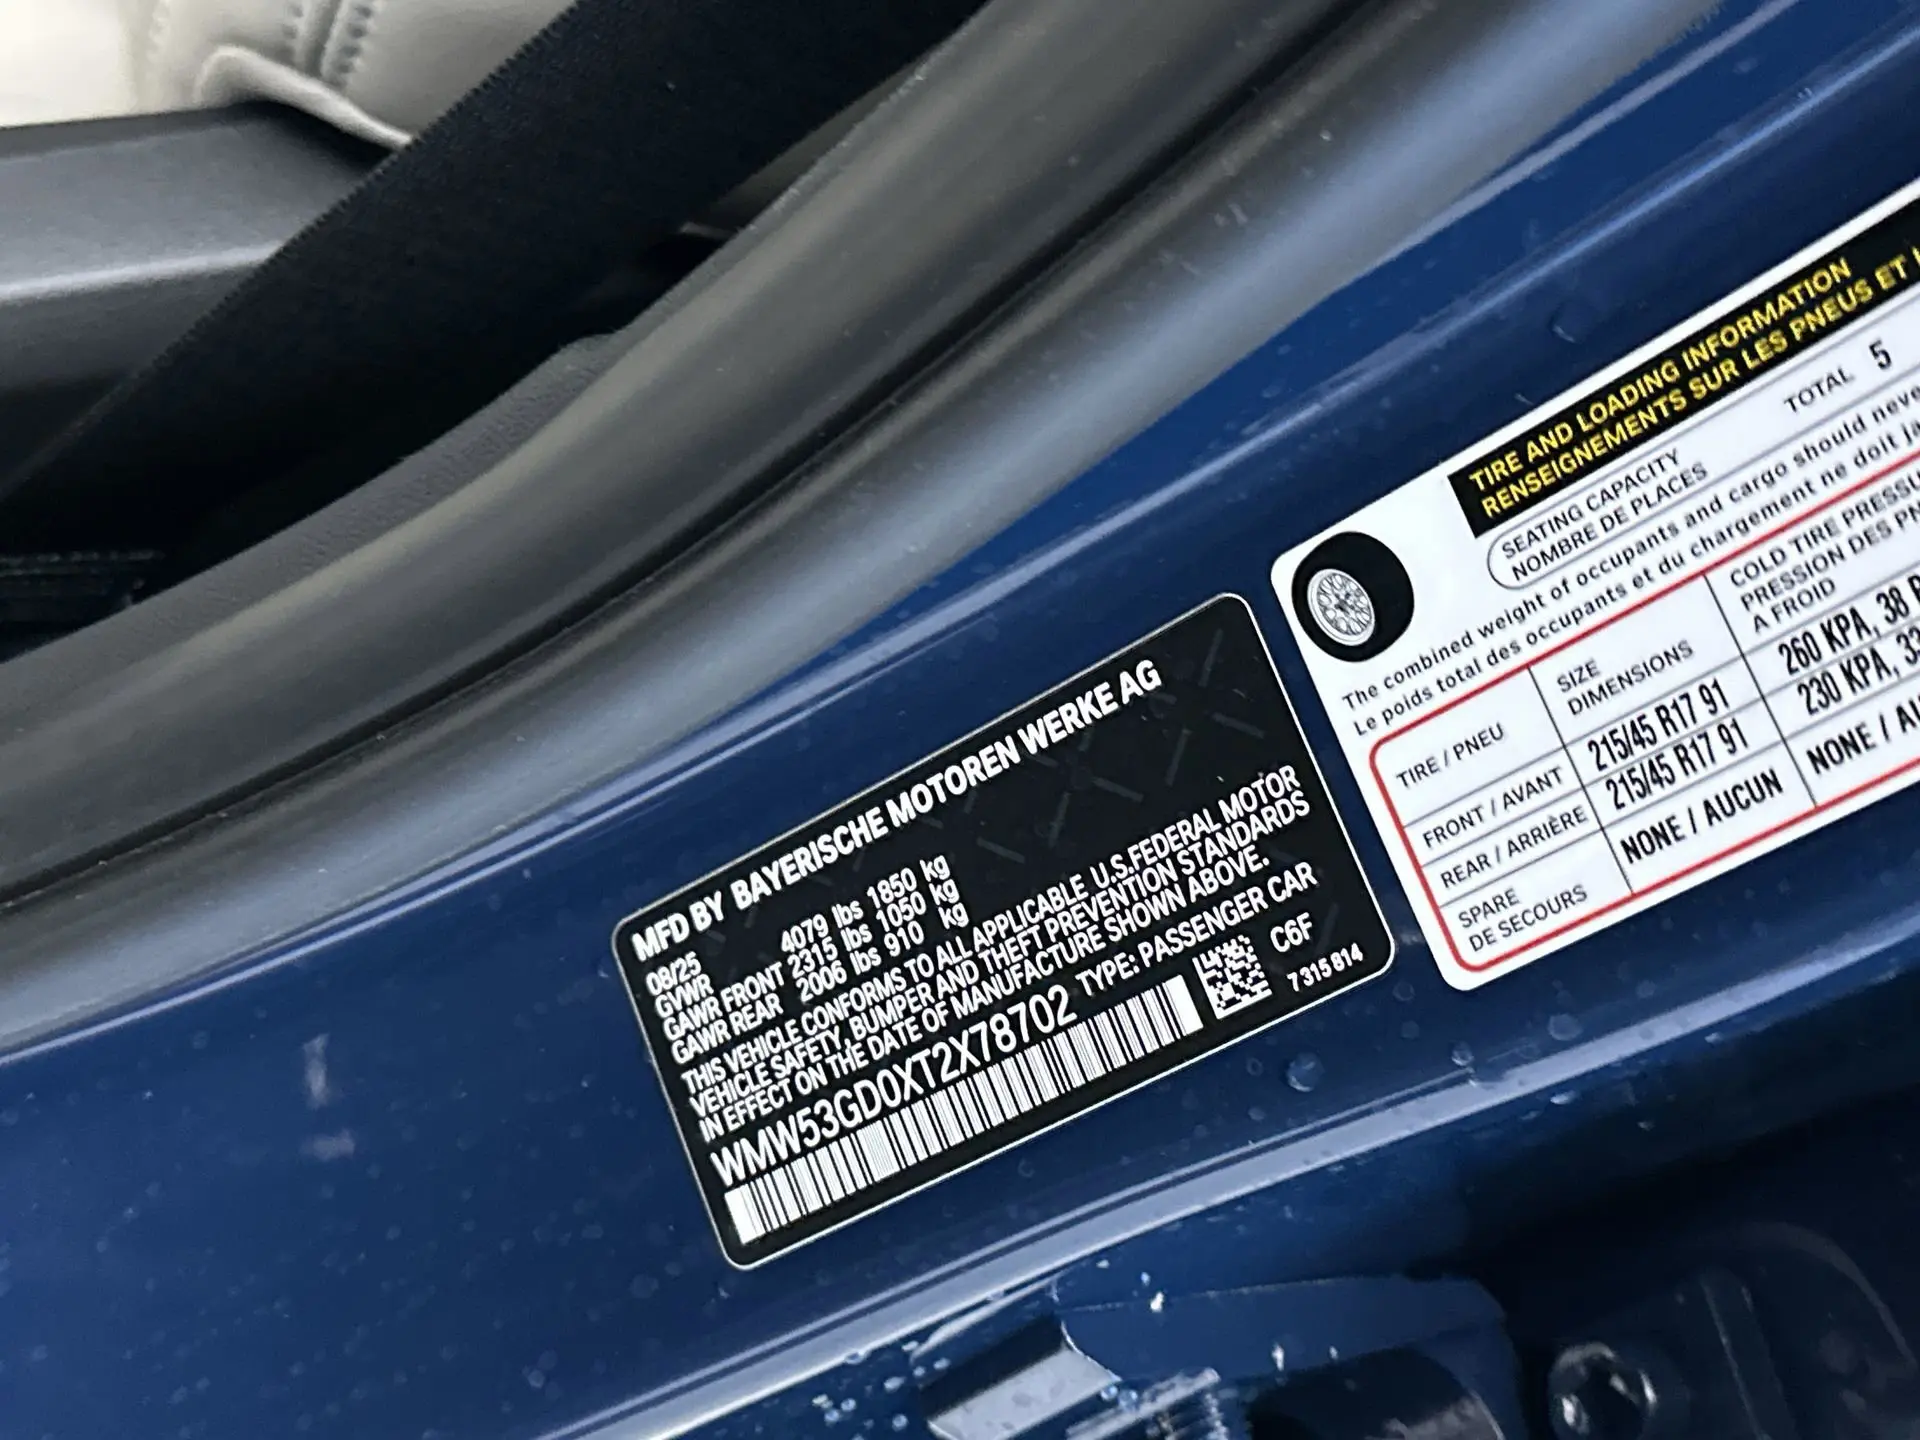 MFD BY BAYERISCHE MOTOREN WERKE AG
08/25
GVWR 4079 lbs 1850 kg
GAWR FRONT 2315 lbs 1050 kg
GAWR REAR 2006 lbs 910 kg
THIS VEHICLE CONFORMS TO ALL APPLICABLE U.S.FEDERAL MOTOR
VEHICLE SAFETY, BUMPER AND THEFT PREVENTION STANDARDS
IN EFFECT ON THE DATE OF MANUFACTURE SHOWN ABOVE.
WMW53GD0XT2X78702 TYPE: PASSENGER CAR
C6F
7315814
TIRE AND LOADING INFORMATION
RENSEIGNEMENTS SUR LES PNEUS ET
SEATING CAPACITY
NOMBRE DE PLACES
TOTAL 5
The combined weight of occupants and cargo should
Le poids total des occupants et du chargement ne doit
TIRE / PNEU
SIZE
DIMENSIONS
COLD TIRE
PRESSION DES
A FROID
FRONT / AVANT 215/45 R17 91 260 KPA, 38
REAR / ARRIÈRE 215/45 R17 91 230 KPA,
SPARE
DE SECOURS
NONE / AUCUN
NONE /